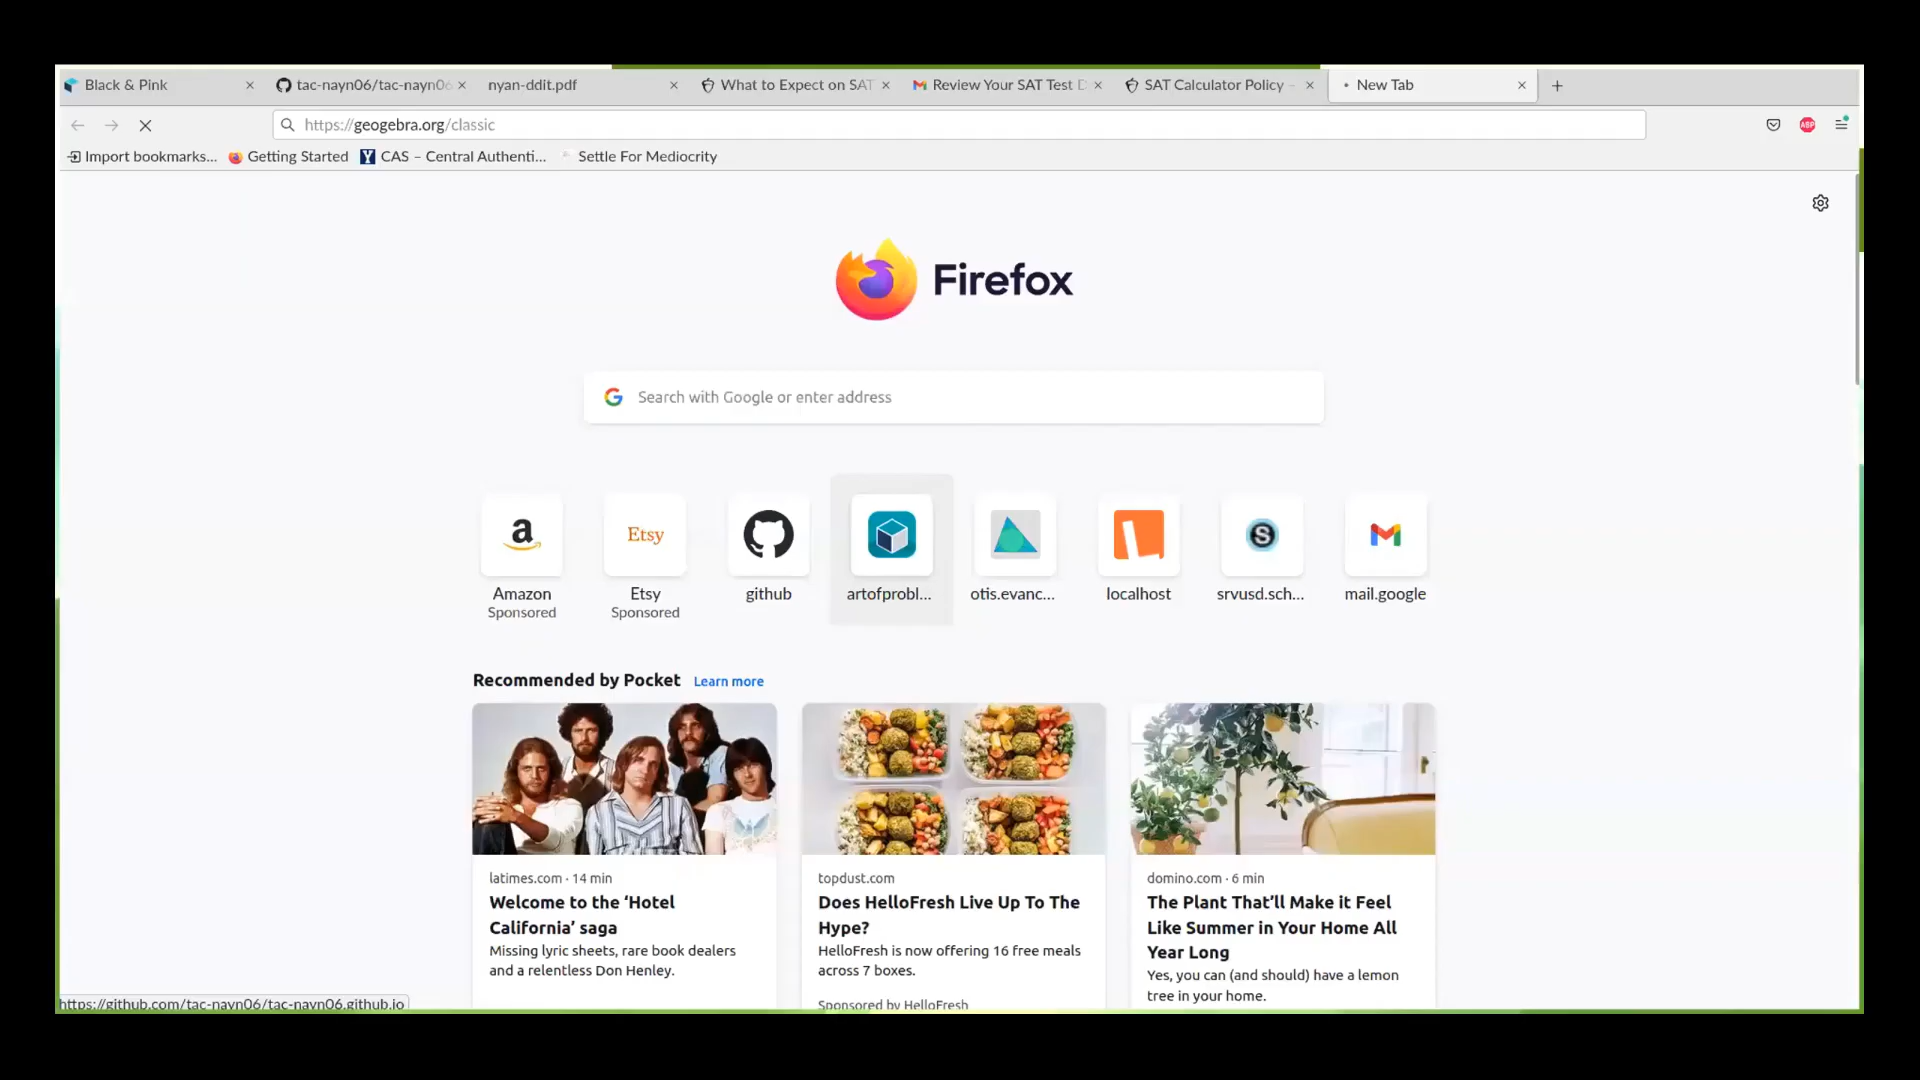 Black & Pink
tac-nayn06/tac-nayn06
nyan-ddit.pdf
What to Expect on SAT
Review Your SAT Test D
SAT Calculator Policy -
New Tab
https://geogebra.org/classic
ABP
Import bookmarks...
Getting Started
Y
CAS – Central Authenti...
Settle For Mediocrity
Firefox
Search with Google or enter address
a
Etsy
S
Amazon
Sponsored
Etsy
Sponsored
github
artofprobl...
otis.evanc...
localhost
srvusd.sch...
mail.google
Recommended by Pocket
Learn more
latimes.com · 14 min
Welcome to the ‘Hotel
California’ saga
Missing lyric sheets, rare book dealers
and a relentless Don Henley.
topdust.com
Does HelloFresh Live Up To The
Hype?
HelloFresh is now offering 16 free meals
across 7 boxes.
Sponsored by HelloFresh
domino.com · 6 min
The Plant That’ll Make it Feel
Like Summer in Your Home All
Year Long
Yes, you can (and should) have a lemon
tree in your home.
https://github.com/tac-nayn06/tac-nayn06.github.io